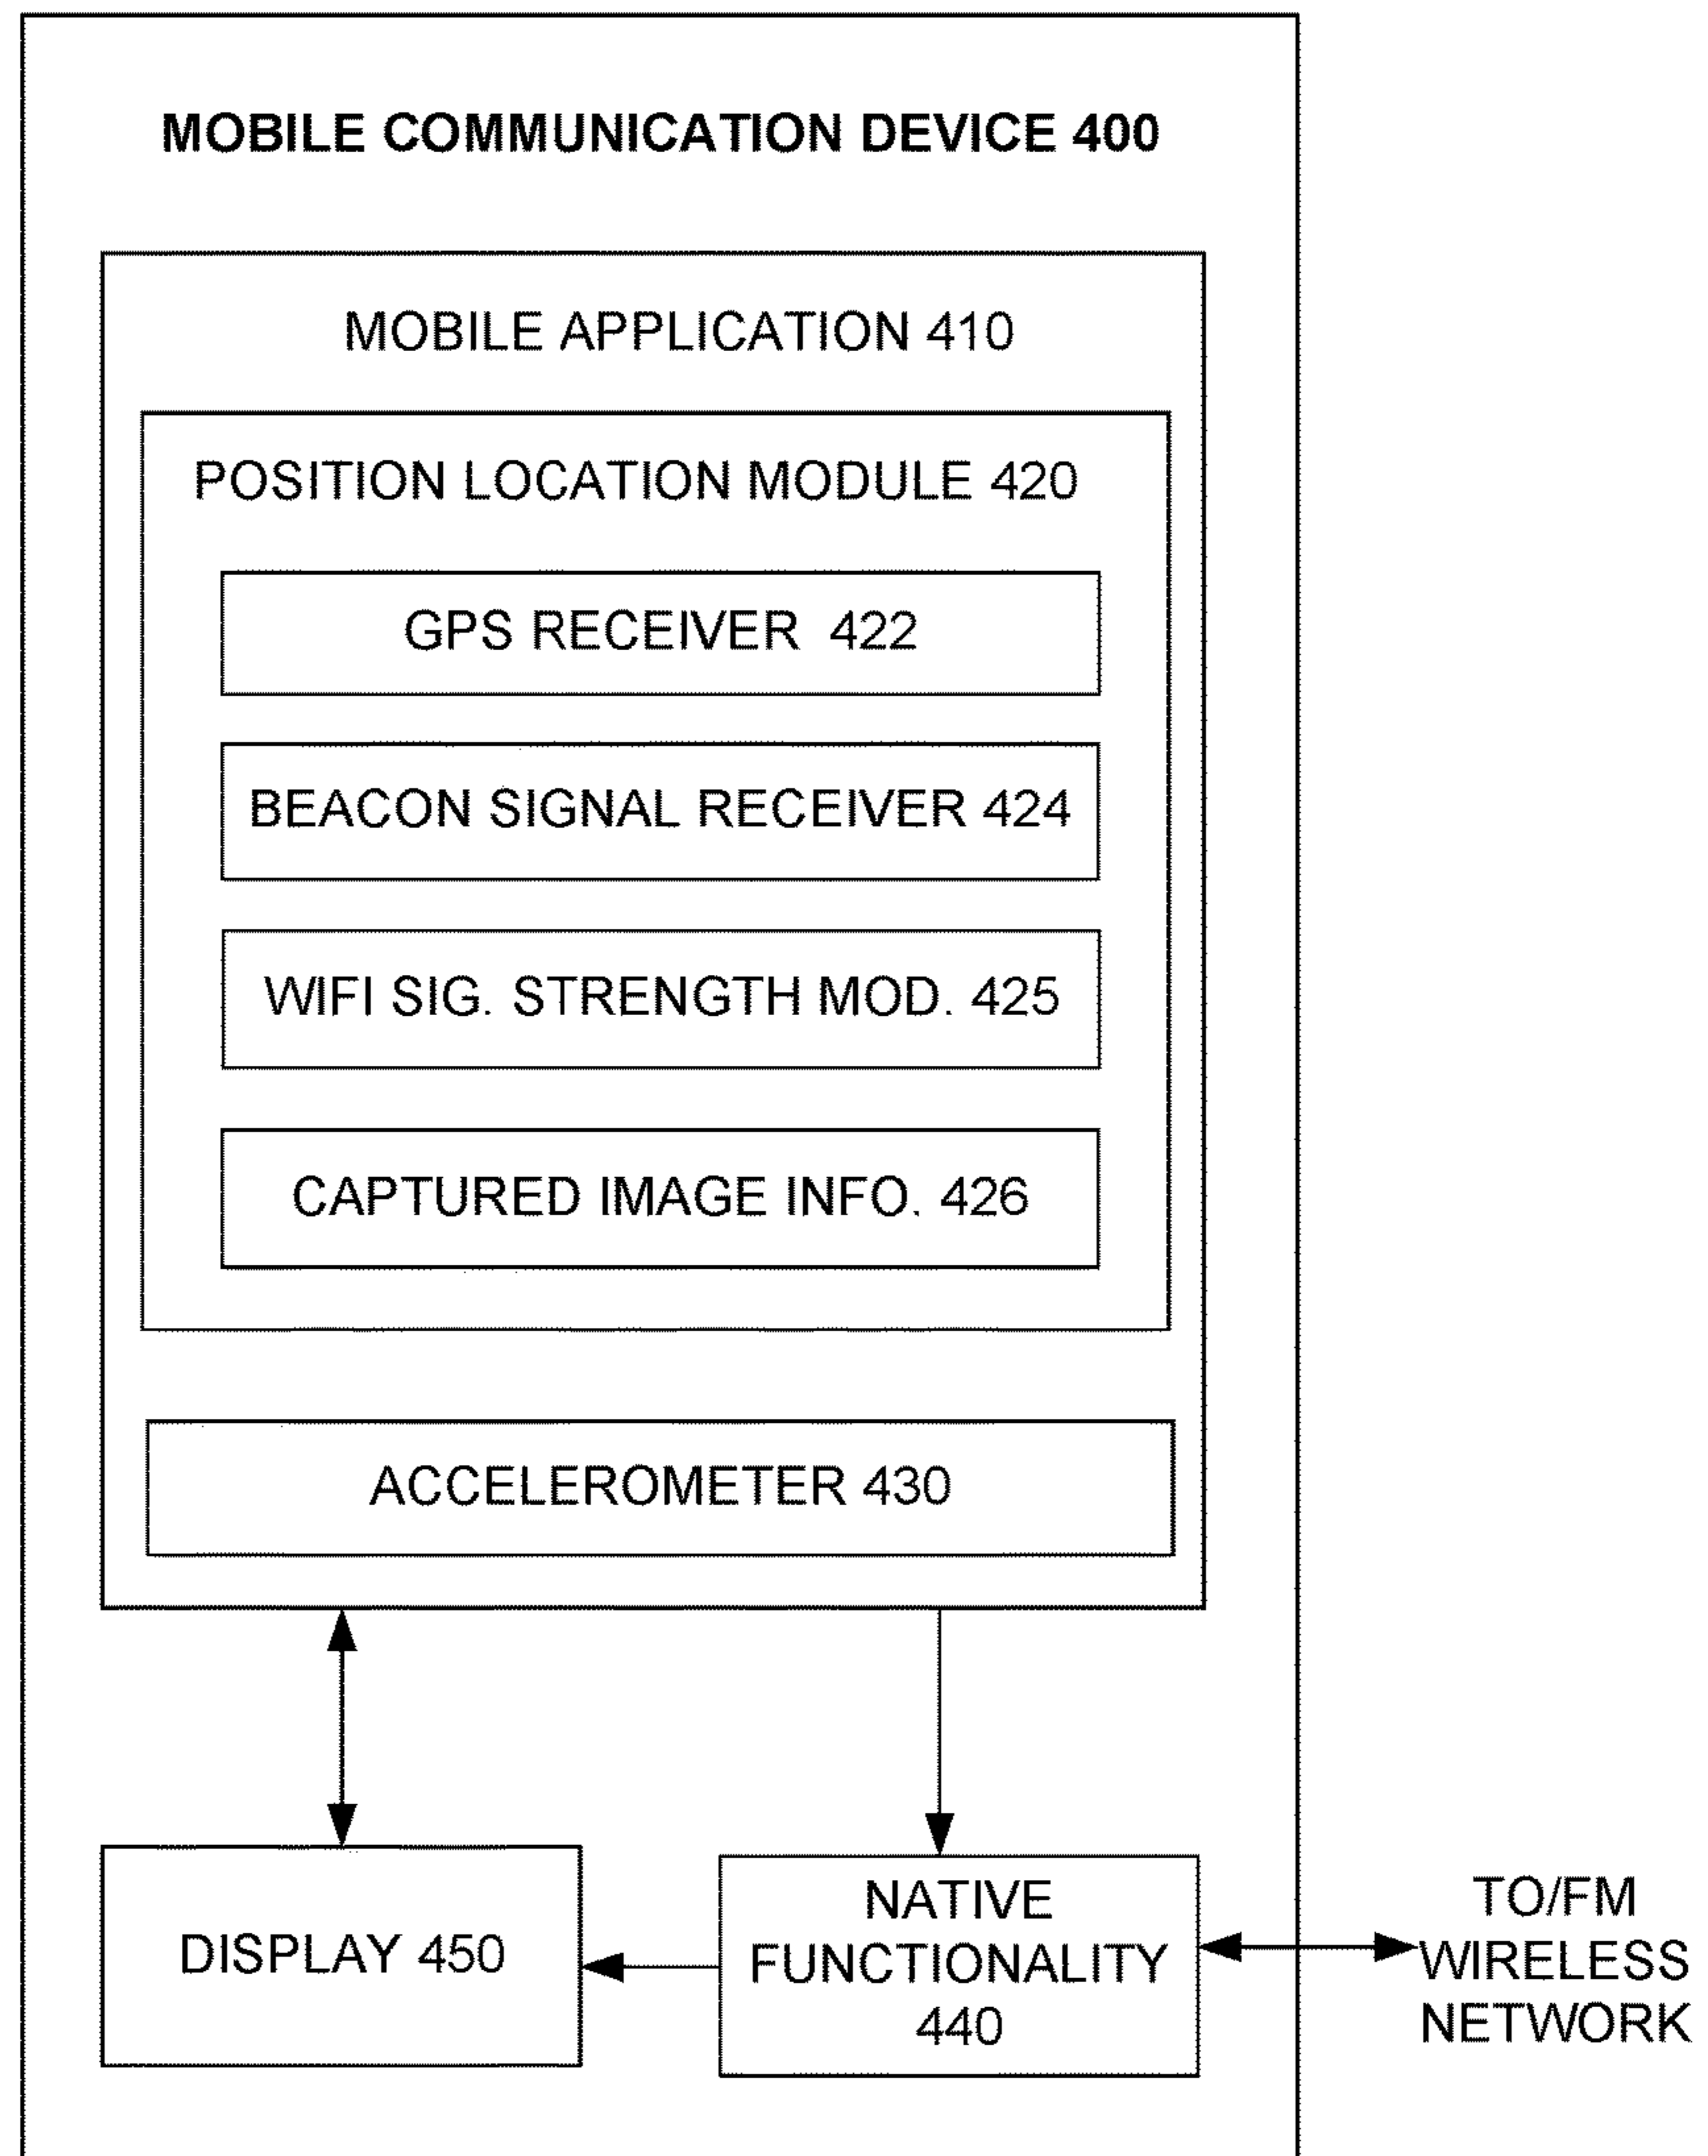 MOBILE COMMUNICATION DEVICE 400
MOBILE APPLICATION 410
POSITION LOCATION MODULE 420
GPS RECEIVER 422
BEACON SIGNAL RECEIVER 424
WIFI SIG. STRENGTH MOD. 425
CAPTURED IMAGE INFO. 426
ACCELEROMETER 430
DISPLAY 450
NATIVE
FUNCTIONALITY
440
TO/FM
WIRELESS
NETWORK